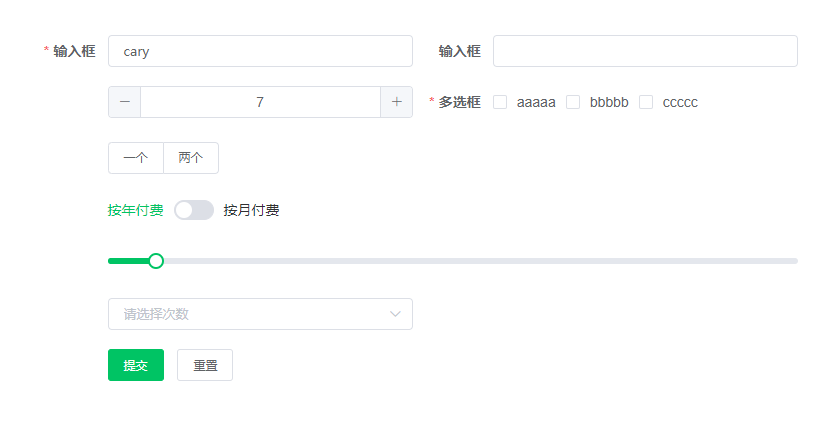 * 输入框 cary 输入框
7 * 多选框 aaaaa bbbbb ccccc
一个 两个
按年付费 按月付费
请选择次数
提交 重置